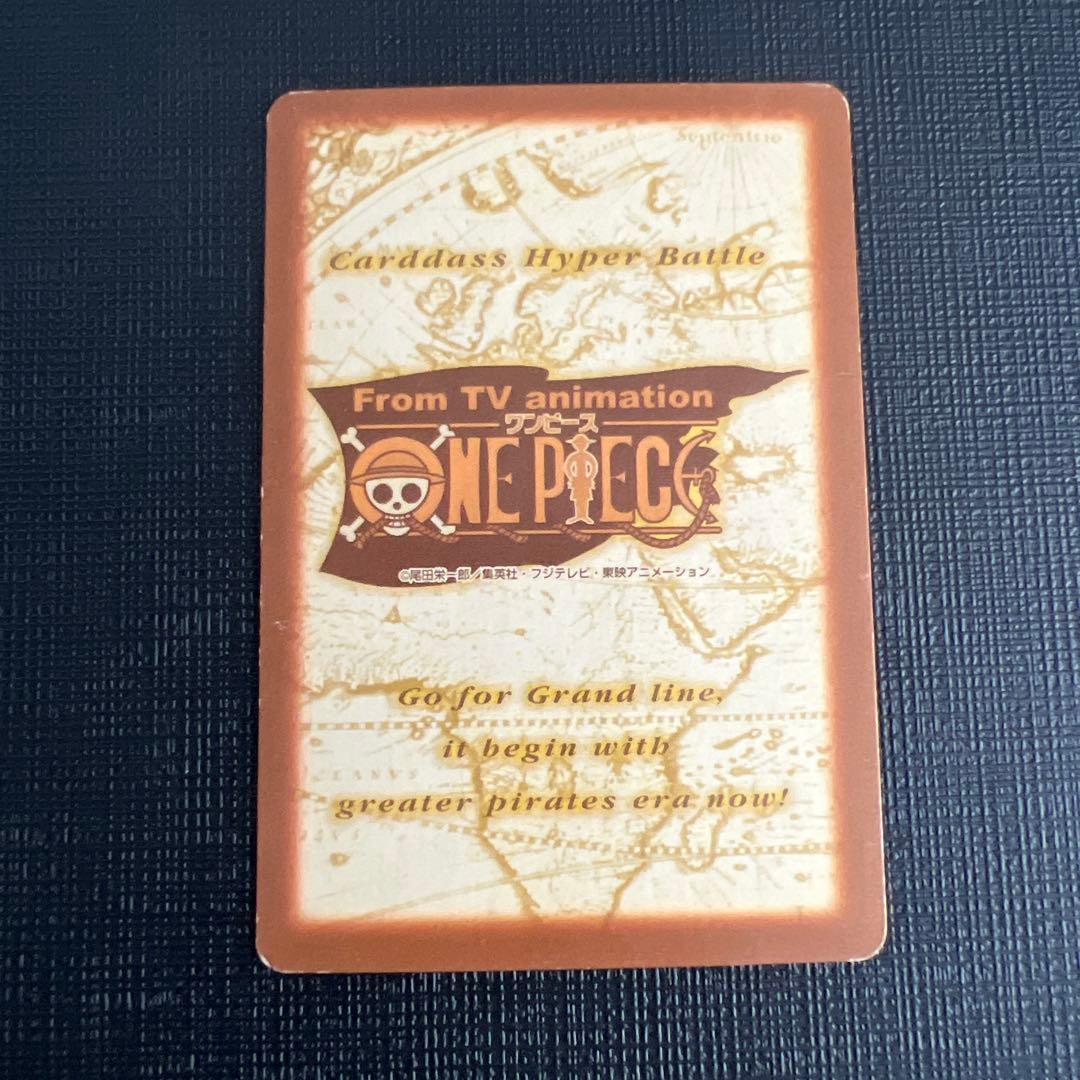 Septentrio
Carddass Hyper Battle
From TV animation
ワンピース
ONE PIECE
©尾田栄一郎／集英社・フジテレビ・東映アニメーション
Go for Grand line,
it begin with
greater pirates era now!